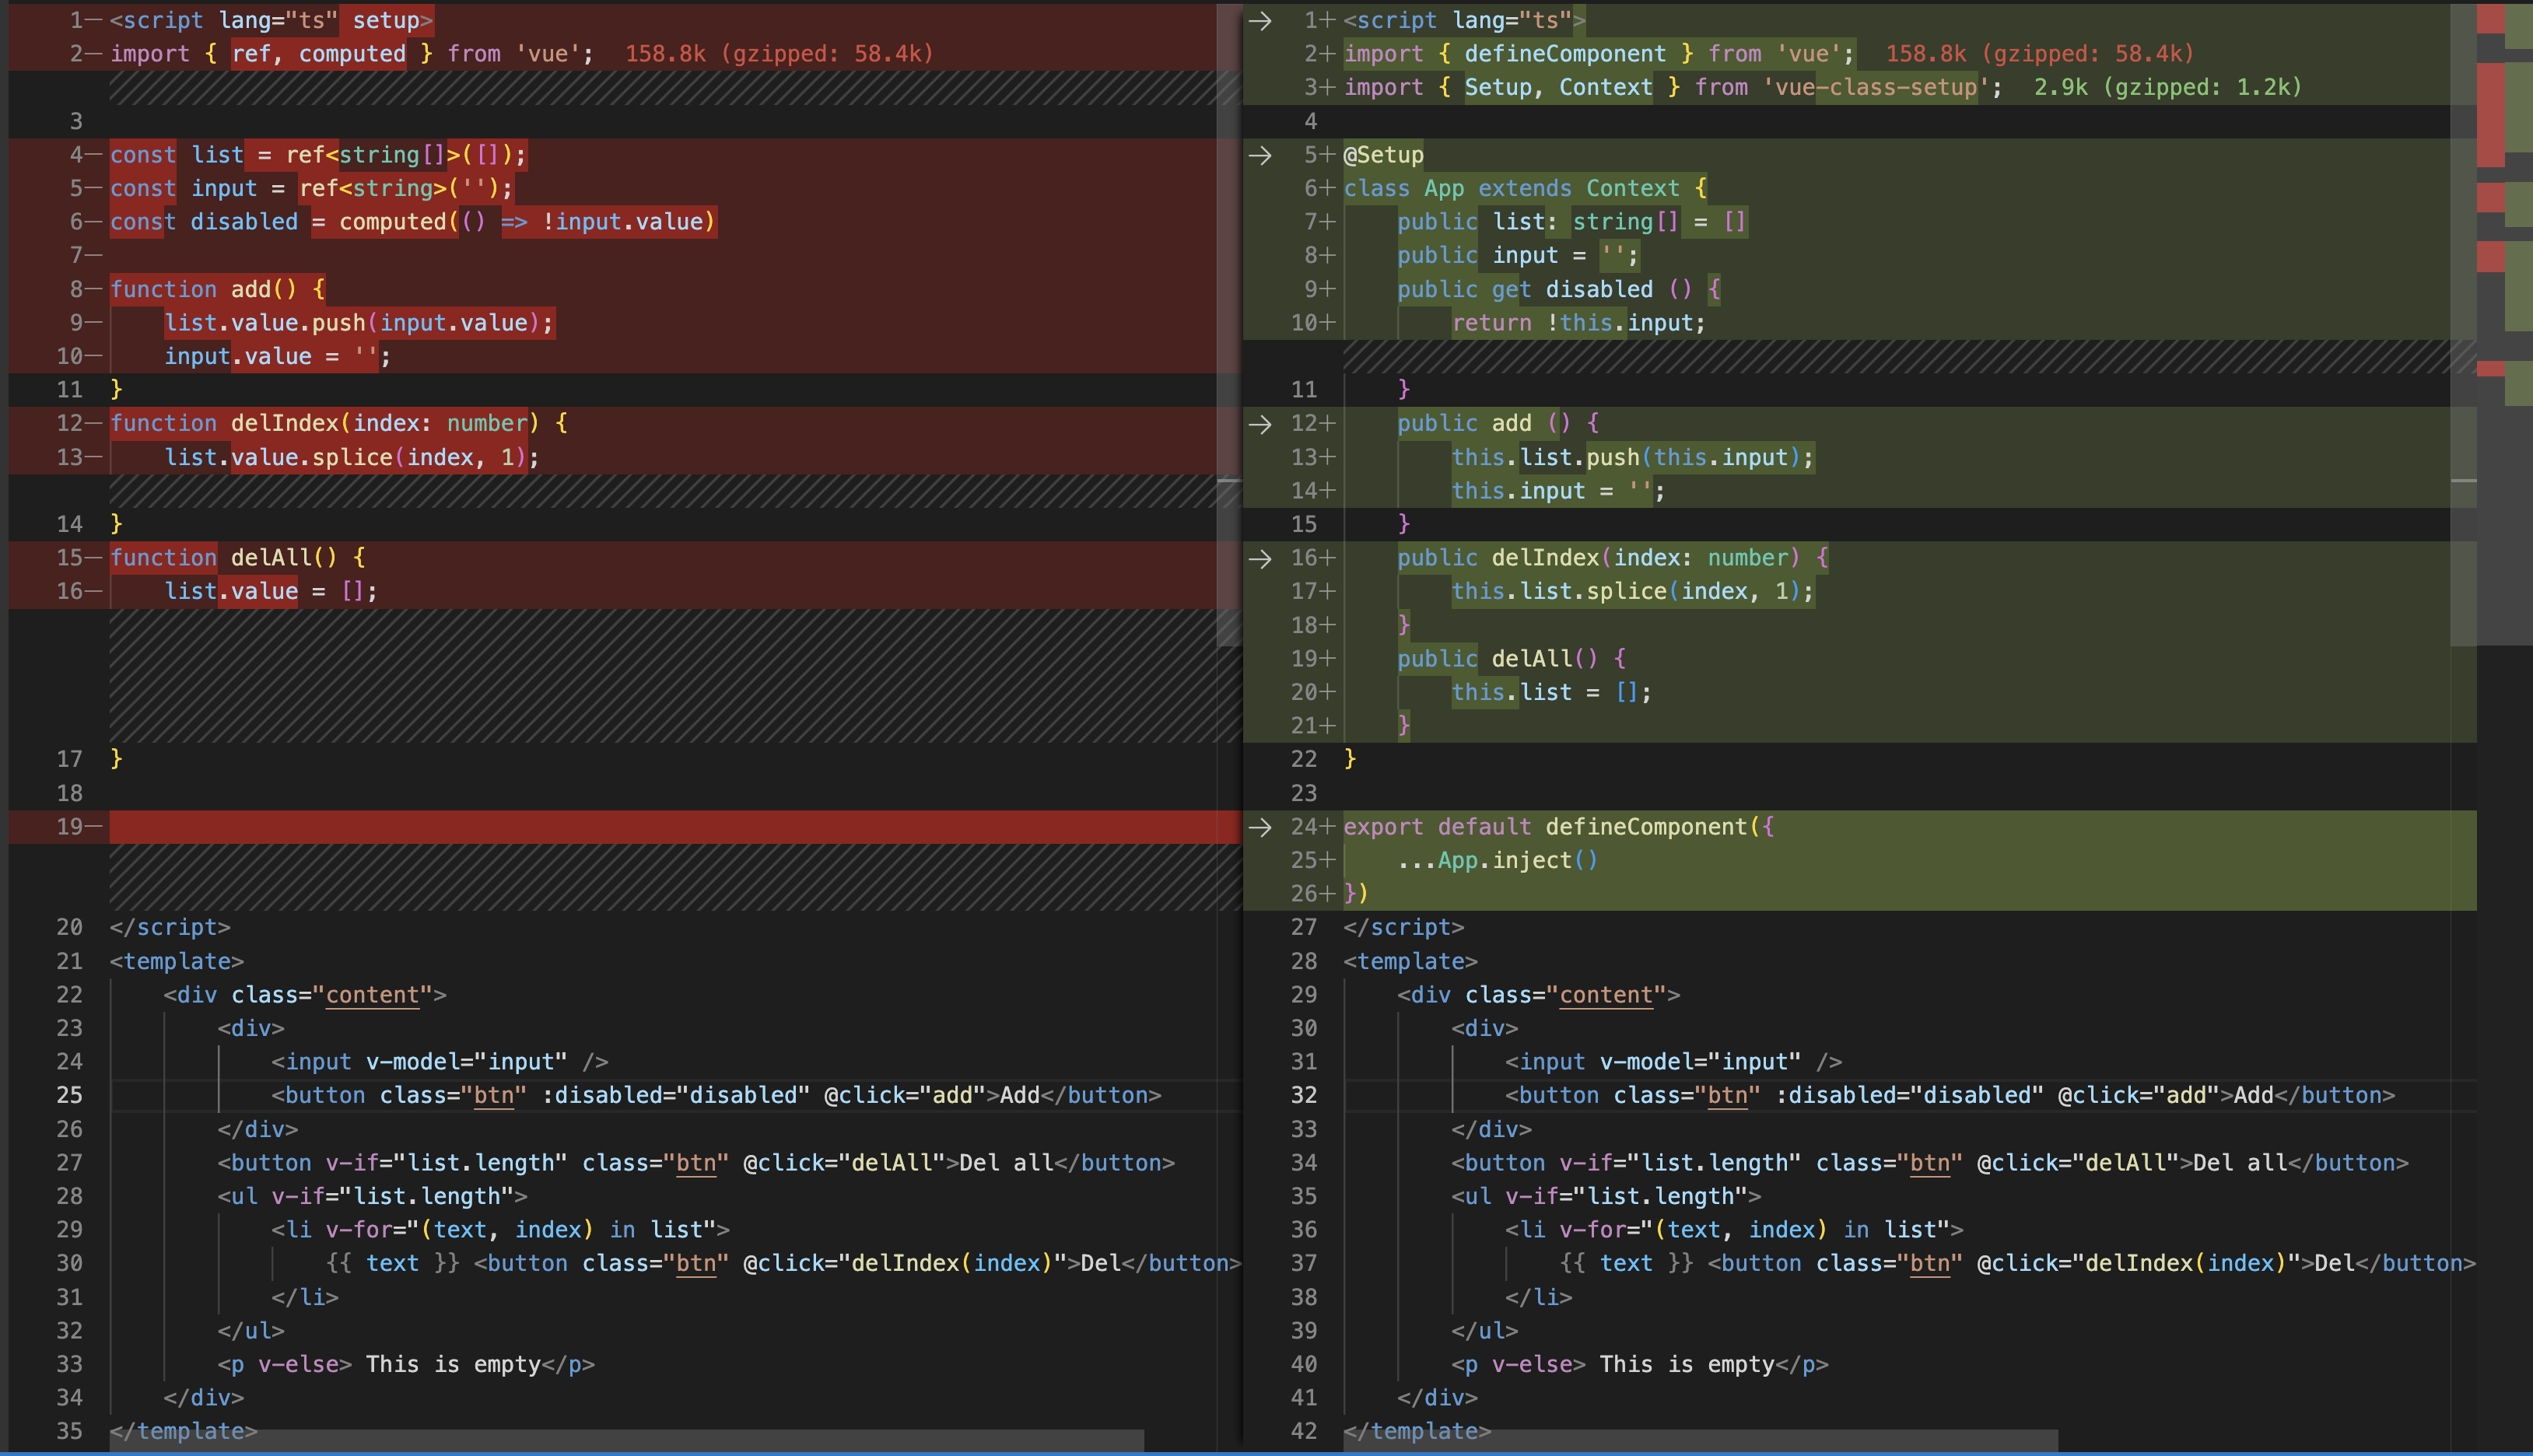 1— <script lang="ts" setup>
2— import { ref, computed } from 'vue';  158.8k (gzipped: 58.4k)
3
4— const list = ref<string[]>([]);
5— const input = ref<string>('');
6— const disabled = computed(() => !input.value)
7—
8— function add() {
9—     list.value.push(input.value);
10—     input.value = '';
11 }
12— function delIndex(index: number) {
13—     list.value.splice(index, 1);
14 }
15— function delAll() {
16—     list.value = [];
17 }
18
19—
20 </script>
21 <template>
22     <div class="content">
23         <div>
24             <input v-model="input" />
25             <button class="btn" :disabled="disabled" @click="add">Add</button>
26         </div>
27         <button v-if="list.length" class="btn" @click="delAll">Del all</button>
28         <ul v-if="list.length">
29             <li v-for="(text, index) in list">
30                 {{ text }} <button class="btn" @click="delIndex(index)">Del</button>
31             </li>
32         </ul>
33         <p v-else> This is empty</p>
34     </div>
35 </template>
→ 1+ <script lang="ts">
2+ import { defineComponent } from 'vue';  158.8k (gzipped: 58.4k)
3+ import { Setup, Context } from 'vue-class-setup';  2.9k (gzipped: 1.2k)
4
→ 5+ @Setup
6+ class App extends Context {
7+     public list: string[] = []
8+     public input = '';
9+     public get disabled () {
10+         return !this.input;
11     }
→ 12+     public add () {
13+         this.list.push(this.input);
14+         this.input = '';
15     }
→ 16+     public delIndex(index: number) {
17+         this.list.splice(index, 1);
18+     }
19+     public delAll() {
20+         this.list = [];
21+     }
22 }
23
→ 24+ export default defineComponent({
25+     ...App.inject()
26+ })
27 </script>
28 <template>
29     <div class="content">
30         <div>
31             <input v-model="input" />
32             <button class="btn" :disabled="disabled" @click="add">Add</button>
33         </div>
34         <button v-if="list.length" class="btn" @click="delAll">Del all</button>
35         <ul v-if="list.length">
36             <li v-for="(text, index) in list">
37                 {{ text }} <button class="btn" @click="delIndex(index)">Del</button>
38             </li>
39         </ul>
40         <p v-else> This is empty</p>
41     </div>
42 </template>